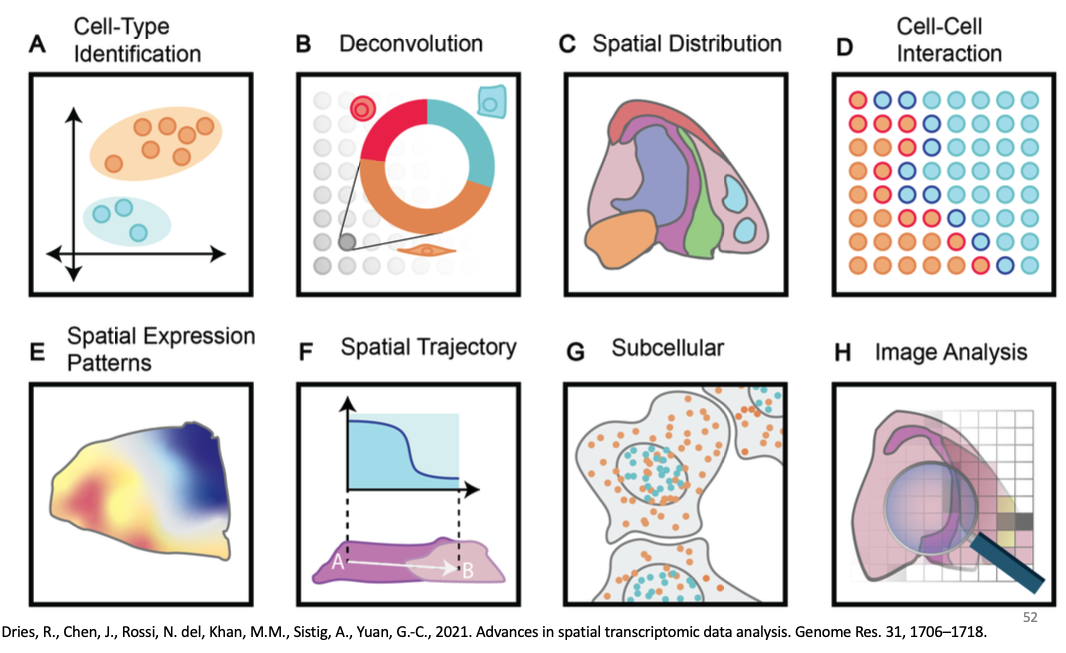 A Cell-Type
Identification
B Deconvolution
C Spatial Distribution
D Cell-Cell
Interaction
E Spatial Expression
Patterns
F Spatial Trajectory
A
B
G Subcellular
H Image Analysis
52
Dries, R., Chen, J., Rossi, N. del, Khan, M.M., Sistig, A., Yuan, G.-C., 2021. Advances in spatial transcriptomic data analysis. Genome Res. 31, 1706–1718.